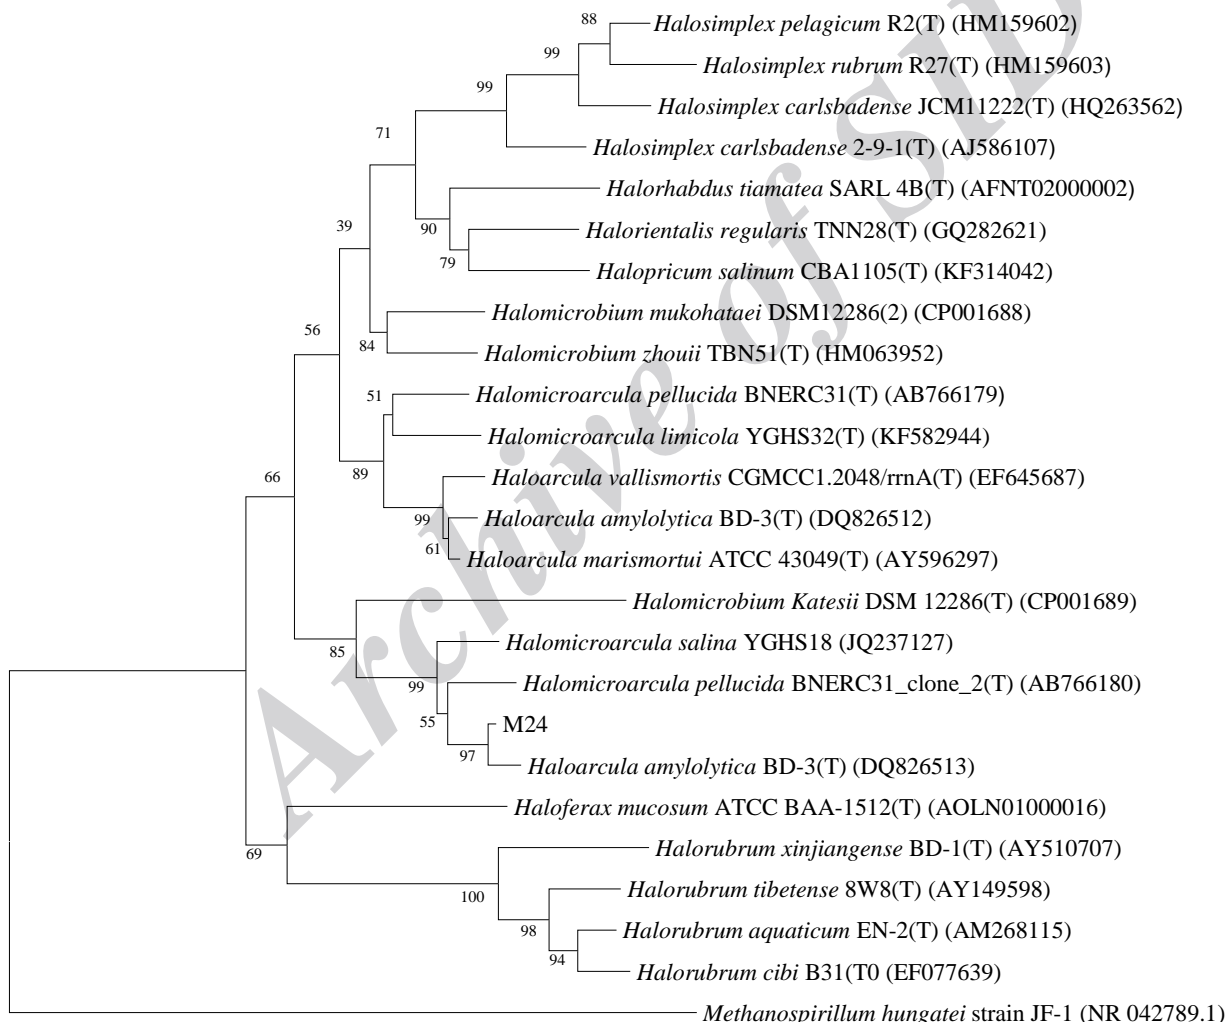 88
Halosimplex pelagicum R2(T) (HM159602)
99
Halosimplex rubrum R27(T) (HM159603)
99
Halosimplex carlsbadense JCM11222(T) (HQ263562)
71
Halosimplex carlsbadense 2-9-1(T) (AJ586107)
Halorhabdus tiamatea SARL 4B(T) (AFNT02000002)
39
90
Halorientalis regularis TNN28(T) (GQ282621)
79
Halopricum salinum CBA1105(T) (KF314042)
Halomicrobium mukohataei DSM12286(2) (CP001688)
56
84
Halomicrobium zhouii TBN51(T) (HM063952)
51
Halomicroarcula pellucida BNERC31(T) (AB766179)
Halomicroarcula limicola YGHS32(T) (KF582944)
66
89
Haloarcula vallismortis CGMCC1.2048/rrnA(T) (EF645687)
99
Haloarcula amylolytica BD-3(T) (DQ826512)
61
Haloarcula marismortui ATCC 43049(T) (AY596297)
Halomicrobium Katesii DSM 12286(T) (CP001689)
85
Halomicroarcula salina YGHS18 (JQ237127)
99
Halomicroarcula pellucida BNERC31_clone_2(T) (AB766180)
55
M24
97
Haloarcula amylolytica BD-3(T) (DQ826513)
Haloferax mucosum ATCC BAA-1512(T) (AOLN01000016)
69
Halorubrum xinjiangense BD-1(T) (AY510707)
100
Halorubrum tibetense 8W8(T) (AY149598)
98
Halorubrum aquaticum EN-2(T) (AM268115)
94
Halorubrum cibi B31(T0 (EF077639)
Methanospirillum hungatei strain JF-1 (NR 042789.1)
Archive of SID